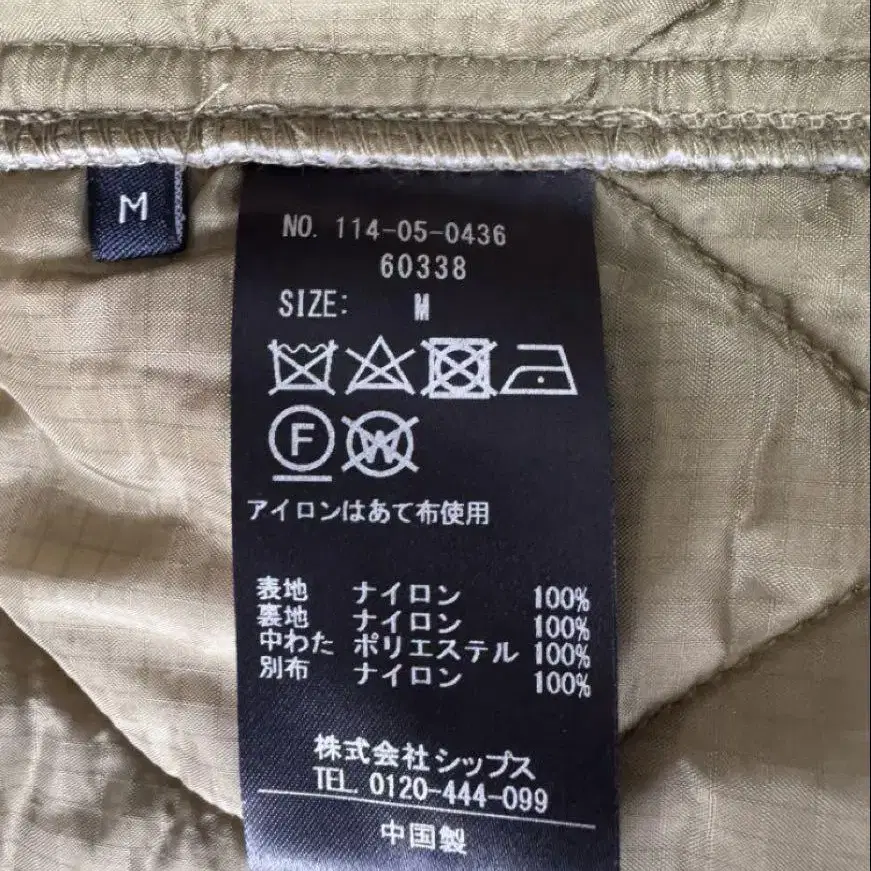 M
NO. 114-05-0436
60338
SIZE: M
F
W
アイロンはあて布使用
表地 ナイロン 100%
裏地 ナイロン 100%
中わた ポリエステル 100%
別布 ナイロン 100%
株式会社シップス
TEL. 0120-444-099
中国製